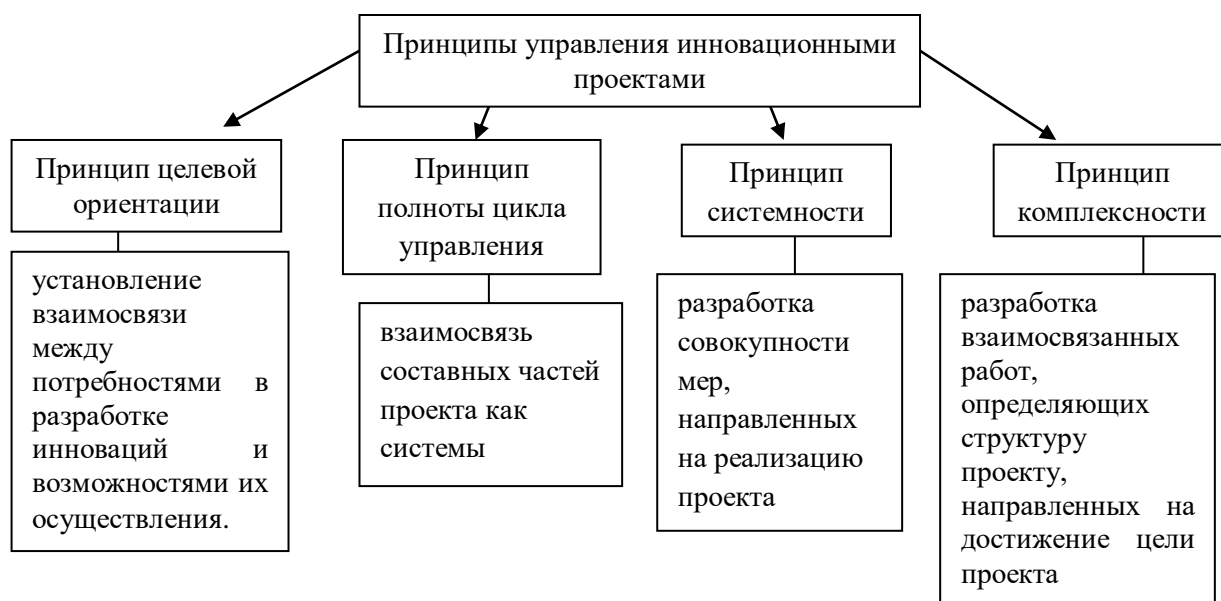 Принципы управления инновационными
проектами
Принцип целевой
ориентации
установление
взаимосвязи
между
потребностями в
разработке
инноваций и
возможностями их
осуществления.
Принцип
полноты цикла
управления
взаимосвязь
составных частей
проекта как
системы
Принцип
системности
разработка
совокупности
мер,
направленных
на реализацию
проекта
Принцип
комплексности
разработка
взаимосвязанных
работ,
определяющих
структуру
проекту,
направленных на
достижение цели
проекта